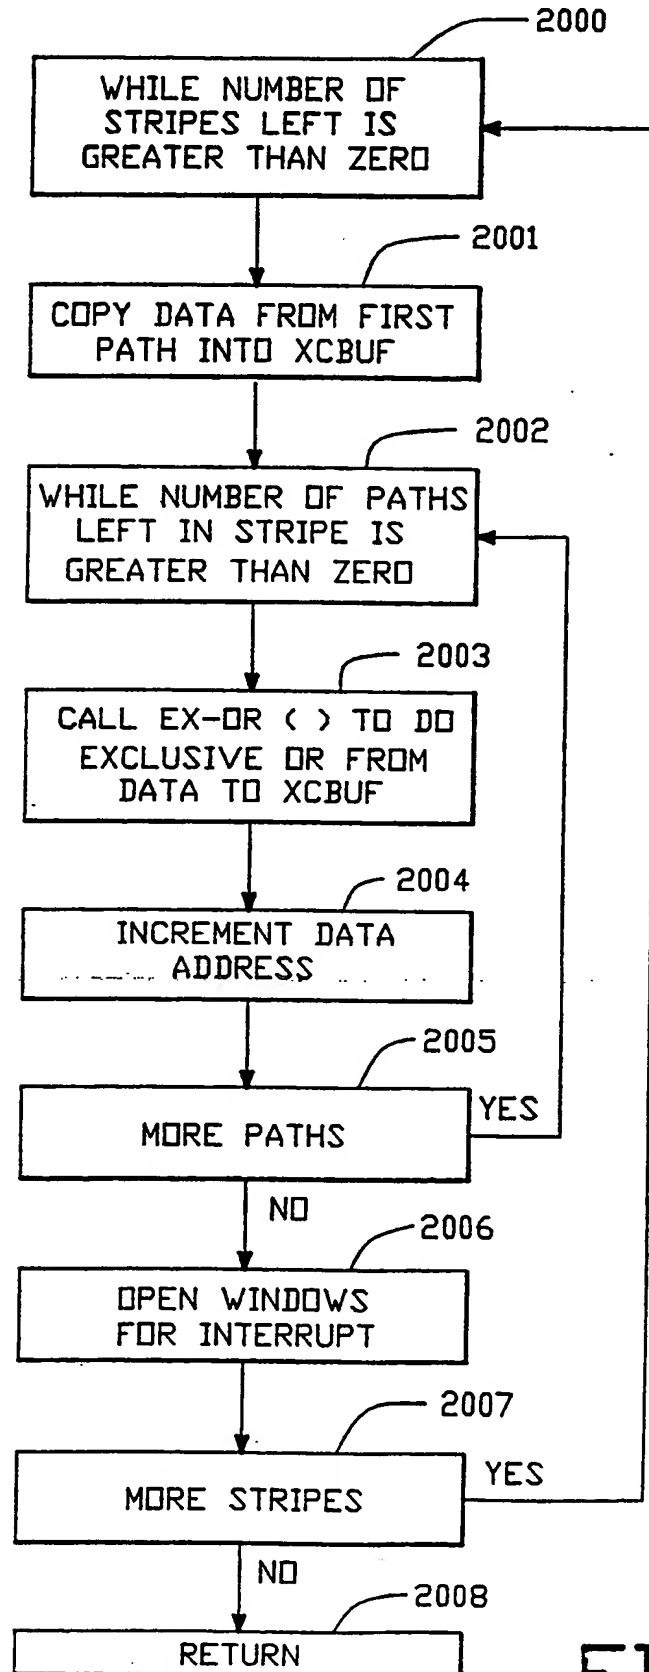 2000
WHILE NUMBER OF
STRIPES LEFT IS
GREATER THAN ZERO
2001
COPY DATA FROM FIRST
PATH INTO XCBUF
2002
WHILE NUMBER OF PATHS
LEFT IN STRIPE IS
GREATER THAN ZERO
2003
CALL EX-OR ( ) TO DO
EXCLUSIVE OR FROM
DATA TO XCBUF
2004
INCREMENT DATA
ADDRESS
2005
MORE PATHS
YES
NO
2006
OPEN WINDOWS
FOR INTERRUPT
2007
MORE STRIPES
YES
NO
2008
RETURN